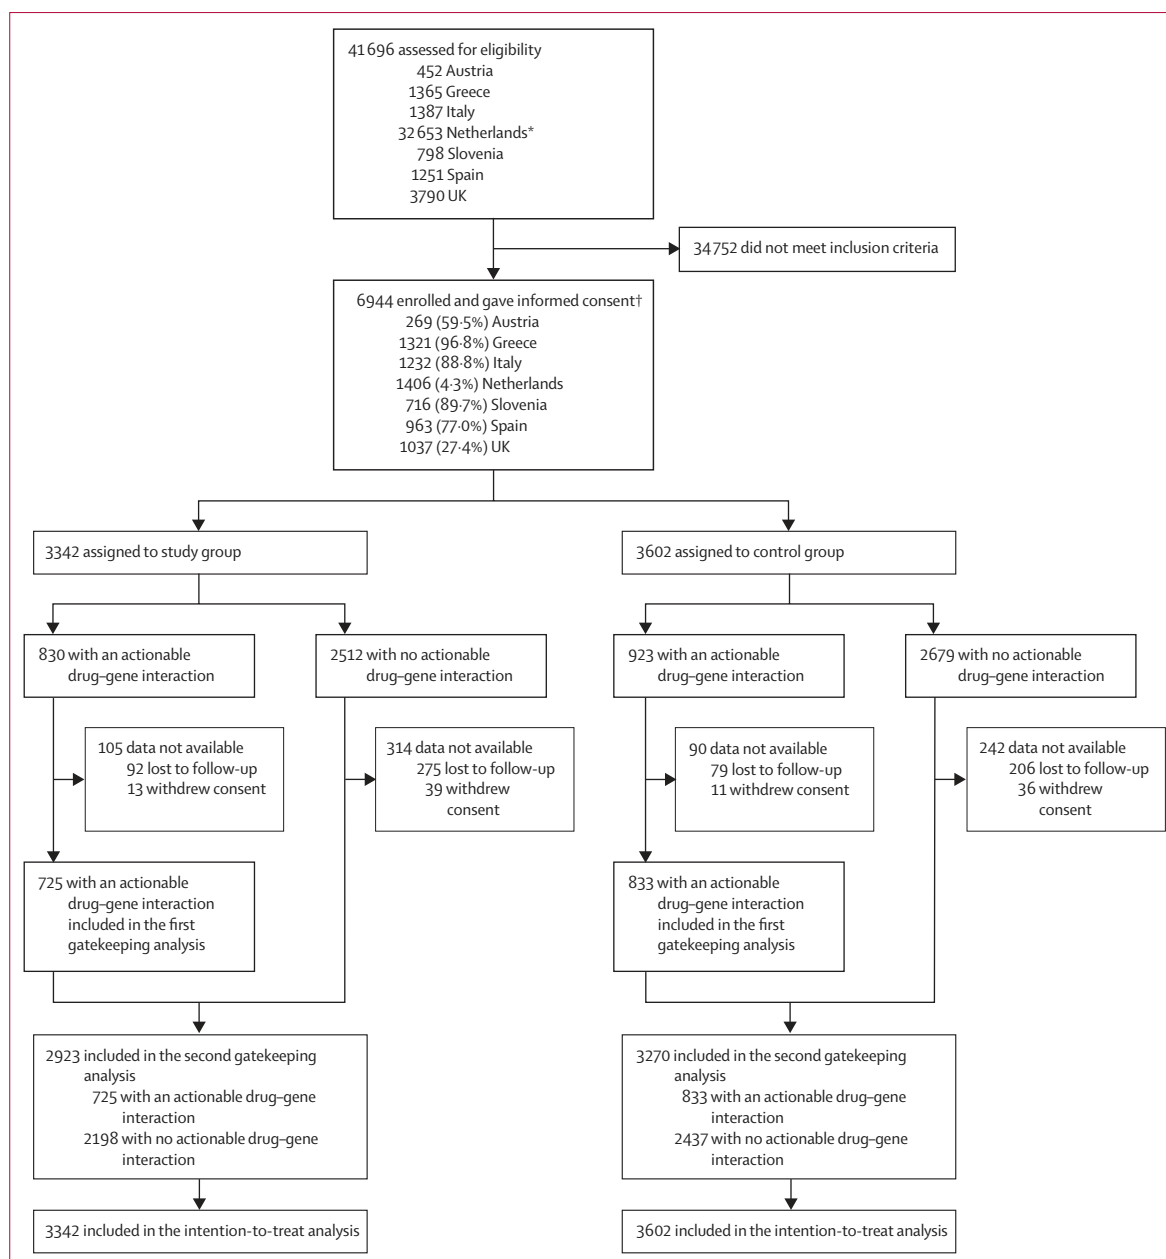 41 696 assessed for eligibility
452 Austria
1365 Greece
1387 Italy
32 653 Netherlands*
798 Slovenia
1251 Spain
3790 UK
34 752 did not meet inclusion criteria
6944 enrolled and gave informed consent†
269 (59·5%) Austria
1321 (96·8%) Greece
1232 (88·8%) Italy
1406 (4·3%) Netherlands
716 (89·7%) Slovenia
963 (77·0%) Spain
1037 (27·4%) UK
3342 assigned to study group
3602 assigned to control group
830 with an actionable
drug–gene interaction
2512 with no actionable
drug–gene interaction
923 with an actionable
drug–gene interaction
2679 with no actionable
drug–gene interaction
105 data not available
92 lost to follow-up
13 withdrew consent
314 data not available
275 lost to follow-up
39 withdrew
consent
90 data not available
79 lost to follow-up
11 withdrew consent
242 data not available
206 lost to follow-up
36 withdrew
consent
725 with an actionable
drug–gene interaction
included in the first
gatekeeping analysis
833 with an actionable
drug–gene interaction
included in the first
gatekeeping analysis
2923 included in the second gatekeeping
analysis
725 with an actionable drug–gene
interaction
2198 with no actionable drug–gene
interaction
3270 included in the second gatekeeping
analysis
833 with an actionable drug–gene
interaction
2437 with no actionable drug–gene
interaction
3342 included in the intention-to-treat analysis
3602 included in the intention-to-treat analysis